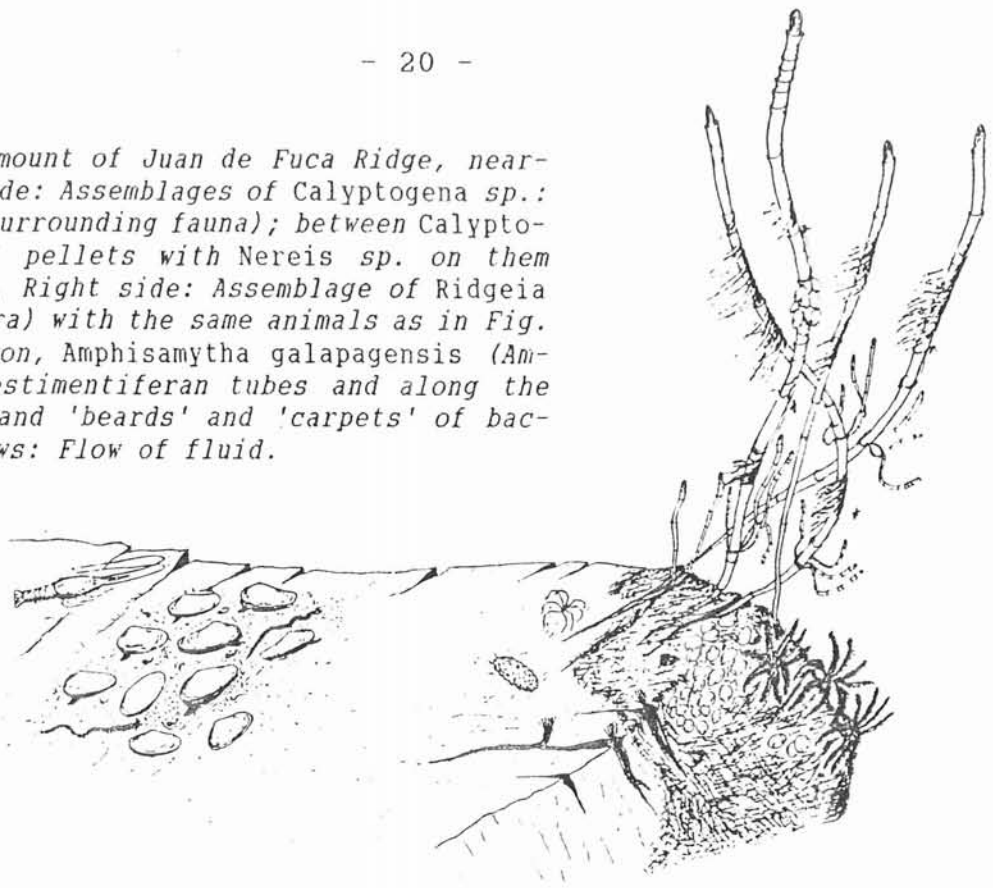 - 20 -
mount of Juan de Fuca Ridge, near-
de: Assemblages of Calyptogena sp.:
urrounding fauna); between Calypto-
pellets with Nereis sp. on them
Right side: Assemblage of Ridgeia
ra) with the same animals as in Fig.
on, Amphisamytha galapagensis (Am-
estimentiferan tubes and along the
and 'beards' and 'carpets' of bac-
ws: Flow of fluid.